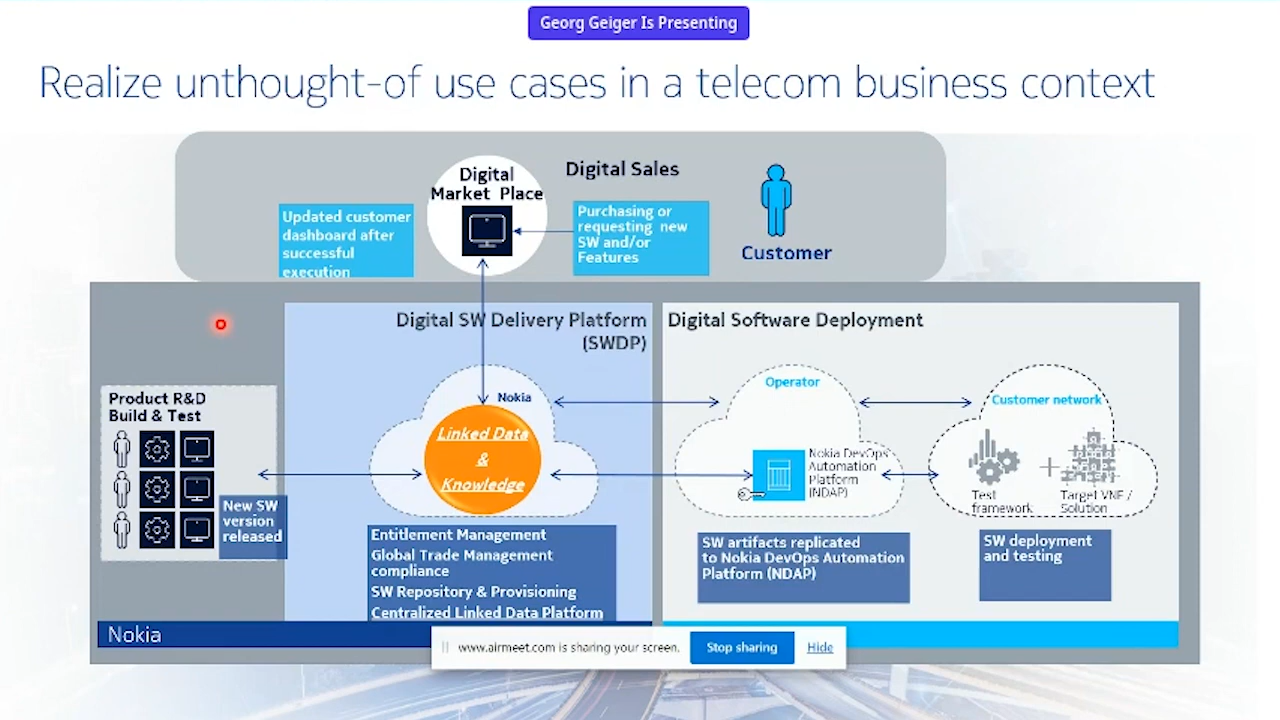 Georg Geiger Is Presenting
Realize unthought-of use cases in a telecom business context
Digital
Market Place
Digital Sales
Updated customer
dashboard after
successful
execution
Purchasing or
requesting new
SW and/or
Features
Customer
Digital SW Delivery Platform
(SWDP)
Digital Software Deployment
Product R&D
Build & Test
New SW
version
released
Nokia
Linked Data
&
Knowledge
Entitlement Management
Global Trade Management
compliance
SW Repository & Provisioning
Centralized Linked Data Platform
Operator
Nokia DevOps
Automation
Platform
(NDAP)
SW artifacts replicated
to Nokia DevOps Automation
Platform (NDAP)
Customer network
Test
framework
Target VNF /
Solution
SW deployment
and testing
Nokia
www.airmeet.com is sharing your screen.
Stop sharing
Hide